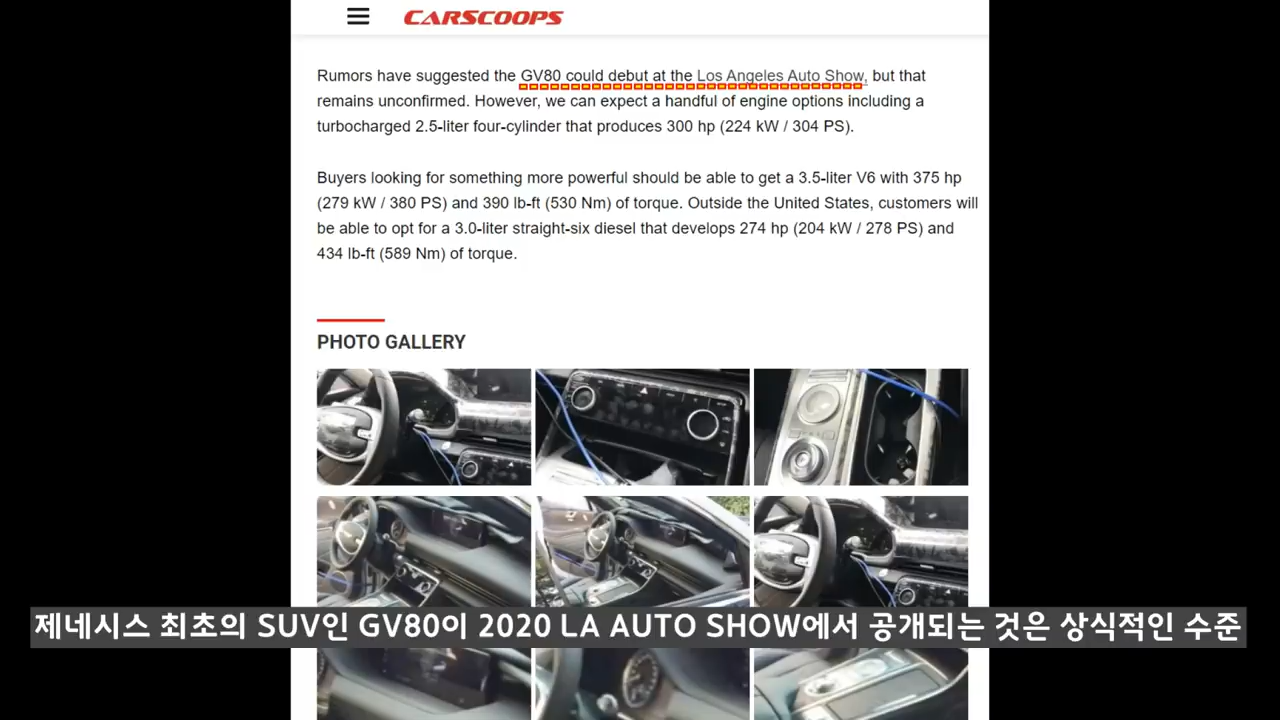 CARSCOOPS
Rumors have suggested the GV80 could debut at the Los Angeles Auto Show, but that
remains unconfirmed. However, we can expect a handful of engine options including a
turbocharged 2.5-liter four-cylinder that produces 300 hp (224 kW / 304 PS).
Buyers looking for something more powerful should be able to get a 3.5-liter V6 with 375 hp
(279 kW / 380 PS) and 390 lb-ft (530 Nm) of torque. Outside the United States, customers will
be able to opt for a 3.0-liter straight-six diesel that develops 274 hp (204 kW / 278 PS) and
434 lb-ft (589 Nm) of torque.
PHOTO GALLERY
제네시스 최초의 SUV인 GV80이 2020 LA AUTO SHOW에서 공개되는 것은 상식적인 수준